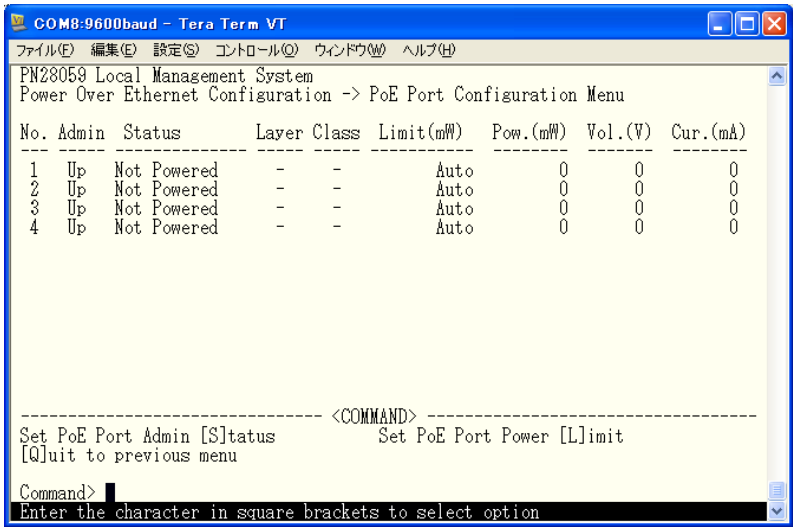 COM8:9600baud - Tera Term VT
ファイル(F) 編集(E) 設定(S) コントロール(O) ウィンドウ(W) ヘルプ(H)
PN28059 Local Management System
Power Over Ethernet Configuration -> PoE Port Configuration Menu
No. Admin Status Layer Class Limit(mW) Pow.(mW) Vol.(V) Cur.(mA)
--- ----- -------------- ----- ----- ---------- -------- ------- --------
1 Up Not Powered - - Auto 0 0 0
2 Up Not Powered - - Auto 0 0 0
3 Up Not Powered - - Auto 0 0 0
4 Up Not Powered - - Auto 0 0 0
-------------------------------- <COMMAND> -----------------------------------
Set PoE Port Admin [S]tatus Set PoE Port Power [L]imit
[Q]uit to previous menu
Command>
Enter the character in square brackets to select option